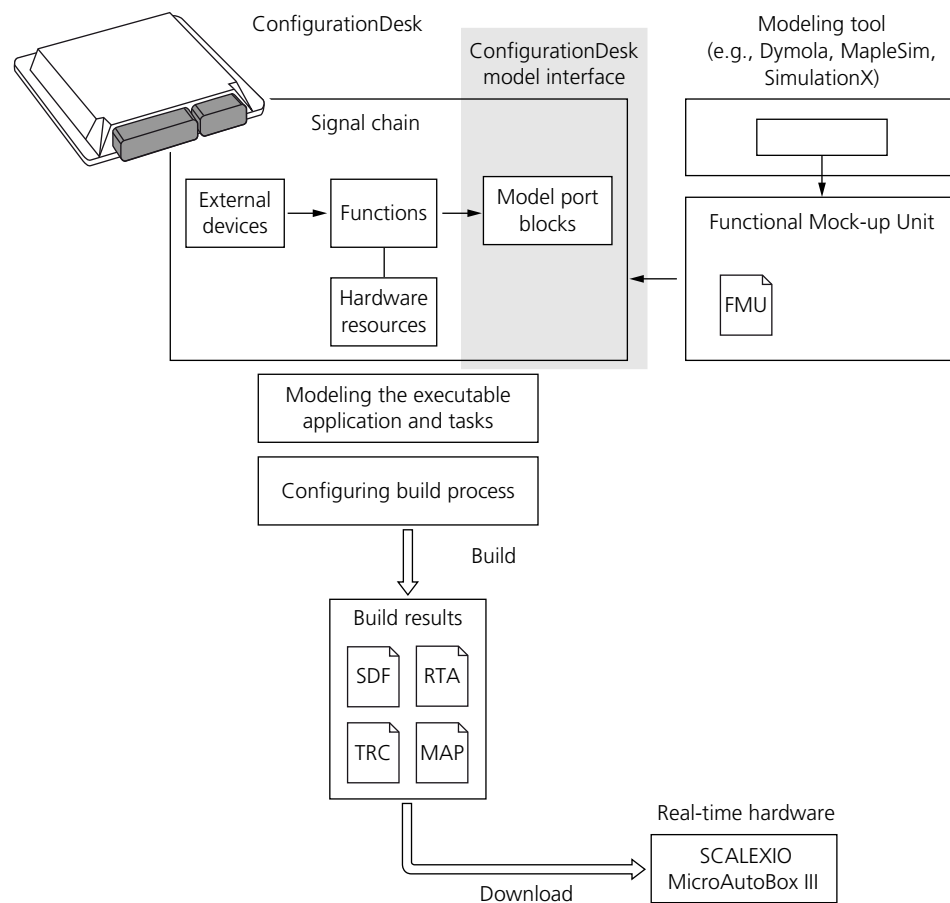 ConfigurationDesk
ConfigurationDesk
model interface
Modeling tool
(e.g., Dymola, MapleSim,
SimulationX)
Signal chain
External
devices
Functions
Model port
blocks
Hardware
resources
Functional Mock-up Unit
FMU
Modeling the executable
application and tasks
Configuring build process
Build
Build results
SDF
RTA
TRC
MAP
Download
Real-time hardware
SCALEXIO
MicroAutoBox III